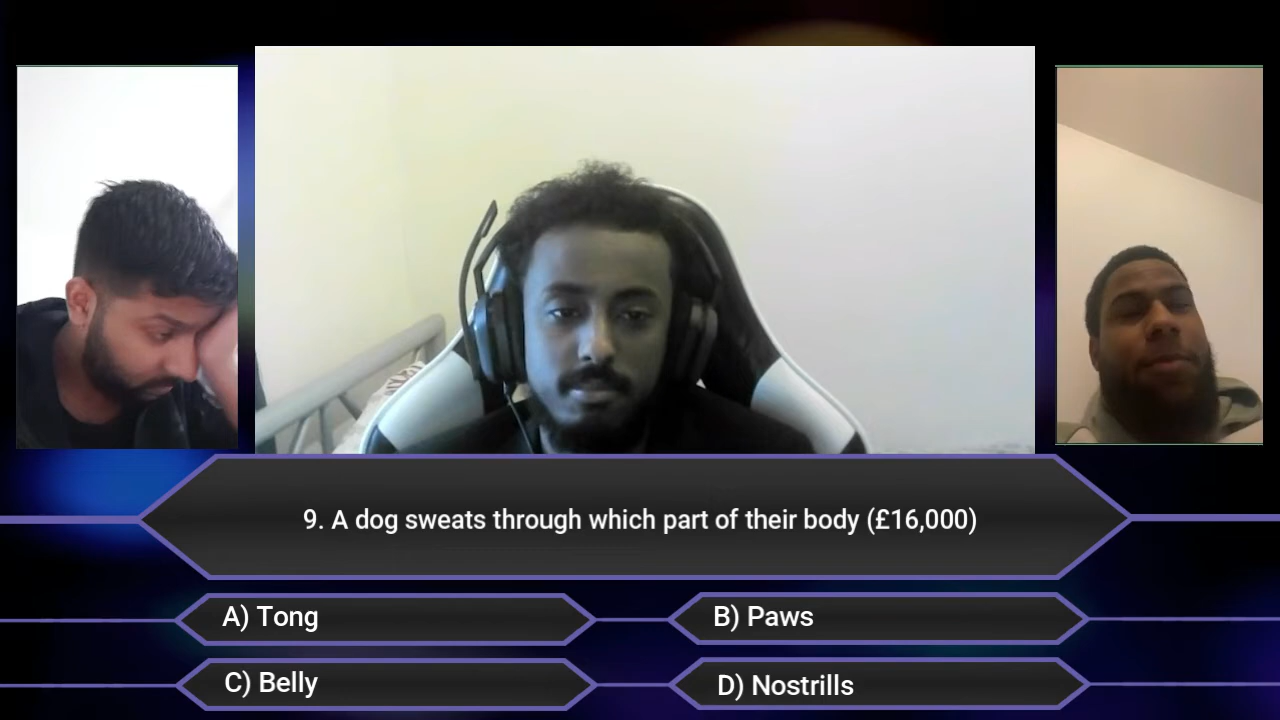 9. A dog sweats through which part of their body (£16,000)
A) Tong
B) Paws
C) Belly
D) Nostrills